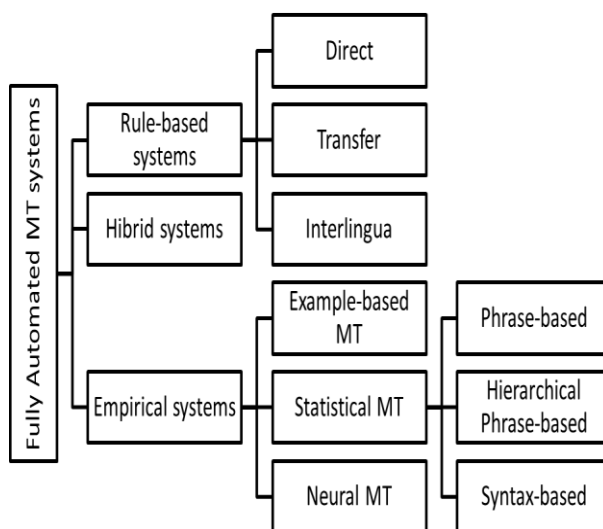 Fully Automated MT systems
Rule-based
systems
Hibrid systems
Empirical systems
Direct
Transfer
Interlingua
Example-based
MT
Statistical MT
Neural MT
Phrase-based
Hierarchical
Phrase-based
Syntax-based